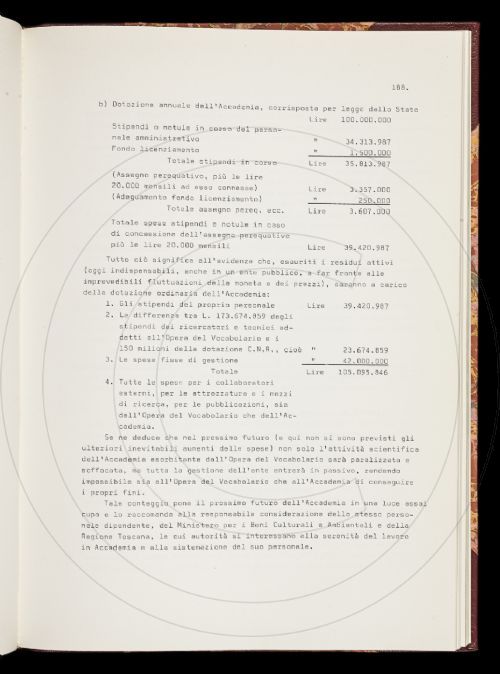 188.
b) Dotazione annuale dell'Accademia, corrisposta per legge dallo Stato
Lire 100.000.000
Stipendi e notule in corso del perso-
nale amministrativo " 34.313.987
Fondo licenziamento " 1.500.000
Totale stipendi in corso Lire 35.813.987
(Assegno perequativo, più le lire
20.000 mensili ad esso connesse) Lire 3.357.000
(Adeguamento fondo licenziamento) " 250.000
Totale assegno pereq. ecc. Lire 3.607.000
Totale spese stipendi e notule in caso
di concessione dell'assegno perequativo
più le lire 20.000 mensili Lire 39.420.987
Tutto ciò significa all'evidenza che, esauriti i residui attivi
(oggi indispensabili, anche in un ente pubblico, a far fronte alle
imprevedibili fluttuazioni della moneta e dei prezzi), saranno a carico
della dotazione ordinaria dell'Accademia:
1. Gli stipendi del proprio personale Lire 39.420.987
2. La differenza tra L. 173.674.859 degli
stipendi dei ricercatori e tecnici ad-
detti all'Opera del Vocabolario e i
150 milioni della dotazione C.N.R., cioè " 23.674.859
3. Le spese fisse di gestione " 42.000.000
Totale Lire 105.095.846
4. Tutte le spese per i collaboratori
esterni, per le attrezzature e i mezzi
di ricerca, per le pubblicazioni, sia
dell'Opera del Vocabolario che dell'Ac-
cademia.
Se ne deduce che nel prossimo futuro (e qui non si sono previsti gli
ulteriori inevitabili aumenti delle spese) non solo l'attività scientifica
dell'Accademia esorbitante dall'Opera del Vocabolario sarà paralizzata e
soffocata, ma tutta la gestione dell'ente entrerà in passivo, rendendo
impossibile sia all'Opera del Vocabolario che all'Accademia di conseguire
i propri fini.
Tale conteggio pone il prossimo futuro dell'Accademia in una luce assai
cupa e lo raccomanda alla responsabile considerazione dello stesso perso-
nale dipendente, del Ministero per i Beni Culturali e Ambientali e della
Regione Toscana, le cui autorità si interessano alla serenità del lavoro
in Accademia e alla sistemazione del suo personale.